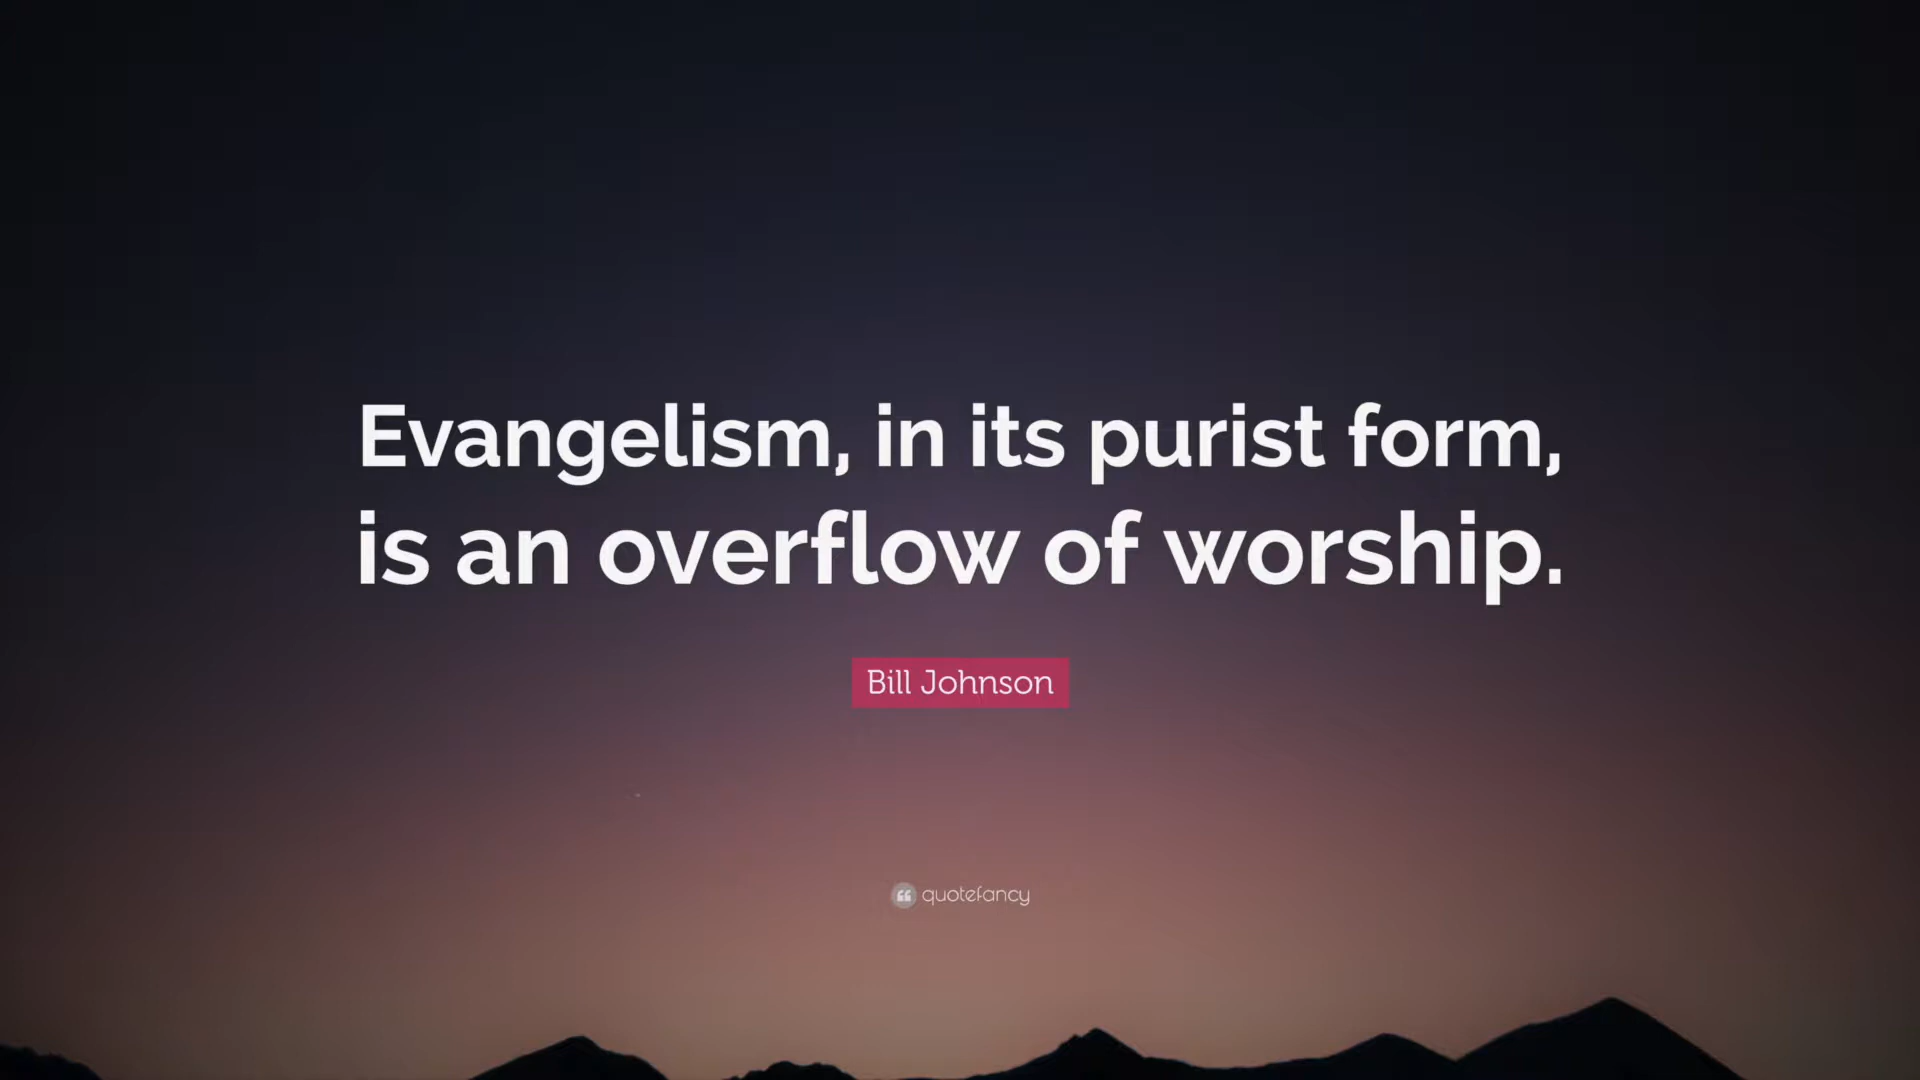 Evangelism, in its purist form,
is an overflow of worship.
Bill Johnson
quotefancy